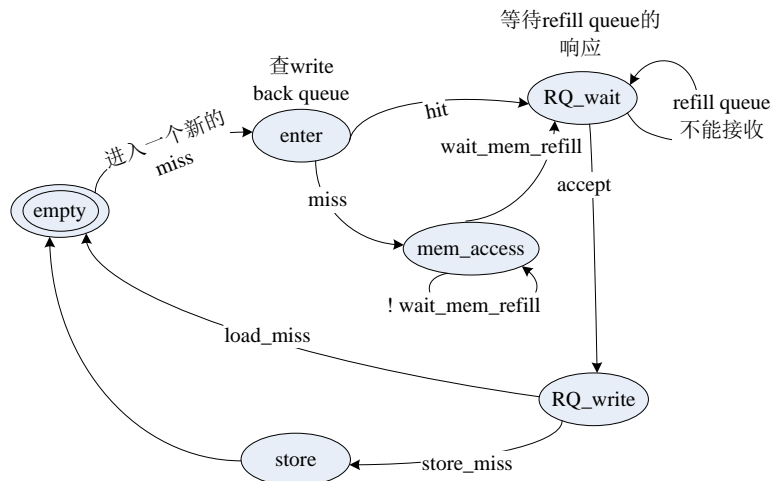 等待refill queue的
响应
查write
back queue
RQ_wait
refill queue
不能接收
hit
enter
进入一个新的
miss
wait_mem_refill
accept
miss
empty
mem_access
! wait_mem_refill
load_miss
RQ_write
store
store_miss